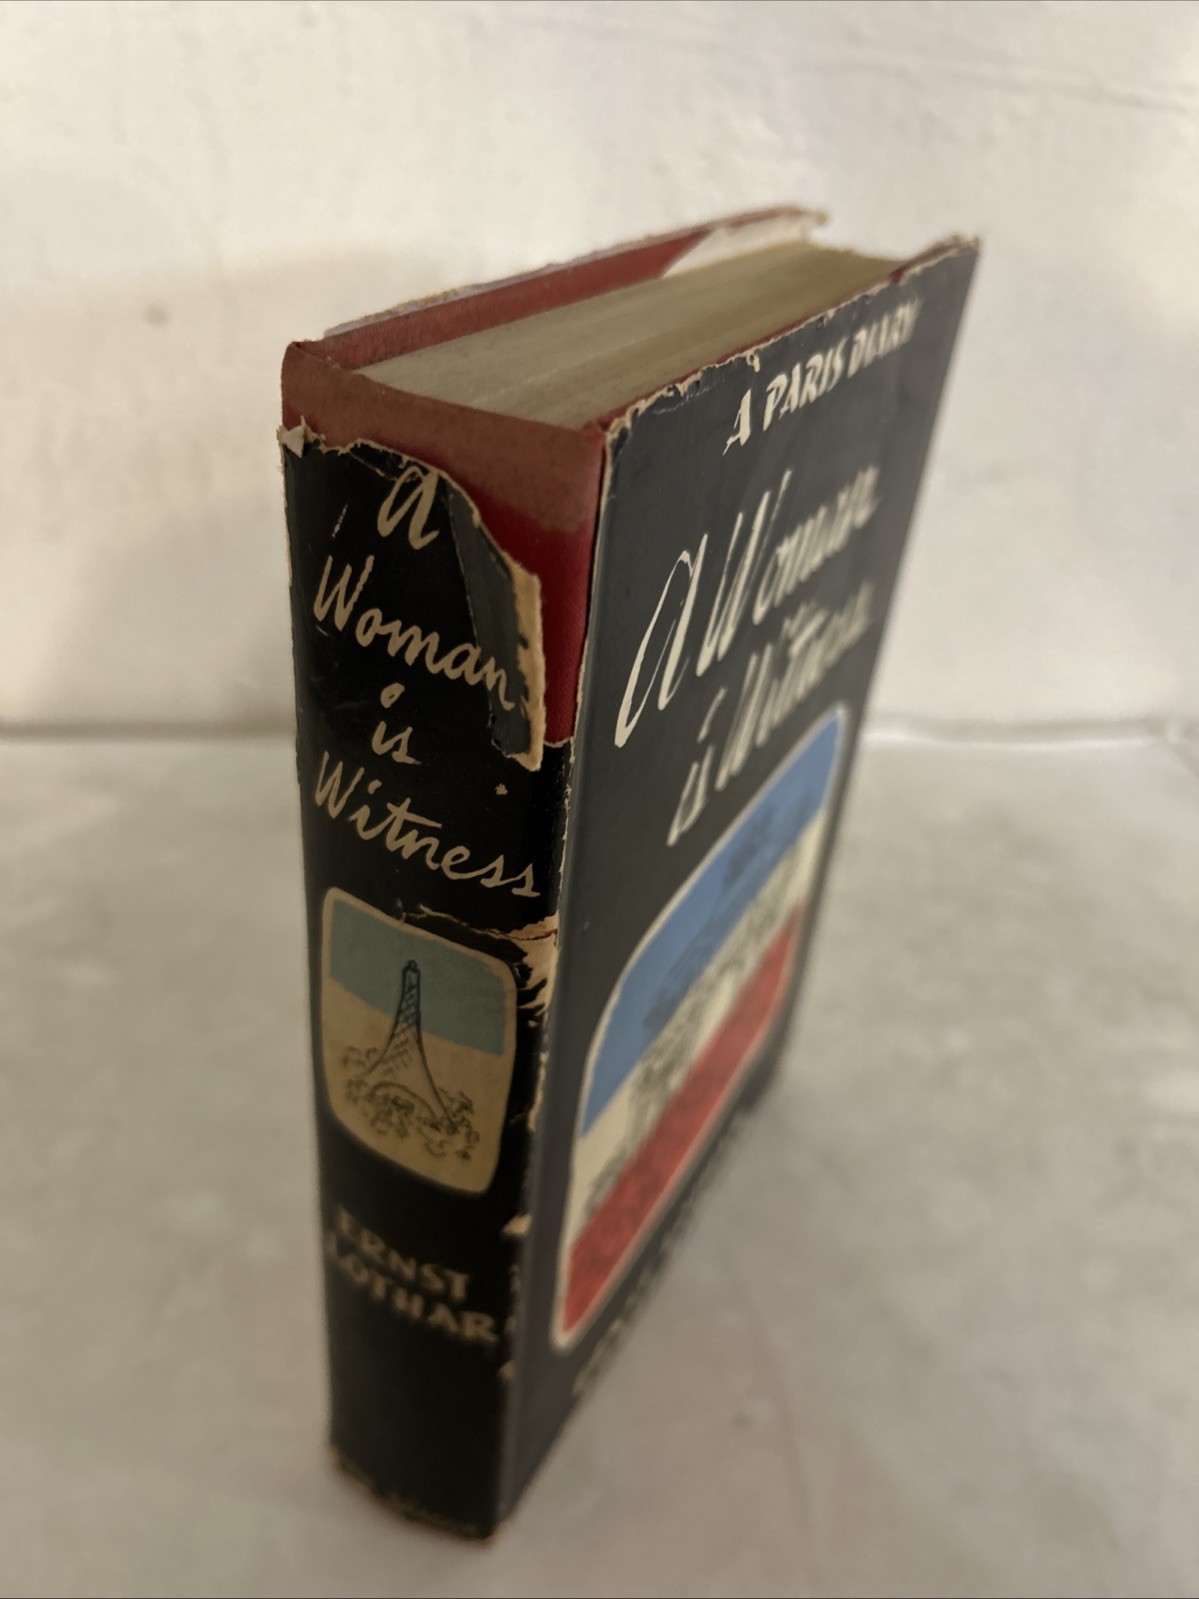 a
Woman
is
Witness
ERNST
LOTHAR
A PARIS DIARY
a Woman
is Witness